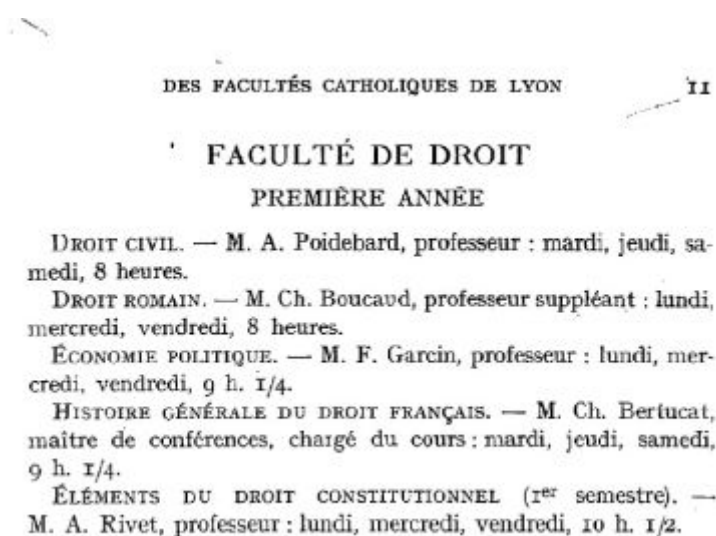 DES FACULTÉS CATHOLIQUES DE LYON 11
FACULTÉ DE DROIT
PREMIÈRE ANNÉE
DROIT CIVIL. — M. A. Poidebard, professeur : mardi, jeudi, sa-
medi, 8 heures.
DROIT ROMAIN. — M. Ch. Boucaud, professeur suppléant : lundi,
mercredi, vendredi, 8 heures.
ÉCONOMIE POLITIQUE. — M. F. Garcin, professeur : lundi, mer-
credi, vendredi, 9 h. 1/4.
HISTOIRE GÉNÉRALE DU DROIT FRANÇAIS. — M. Ch. Bertucat,
maître de conférences, chargé du cours : mardi, jeudi, samedi,
9 h. 1/4.
ÉLÉMENTS DU DROIT CONSTITUTIONNEL (1er semestre). —
M. A. Rivet, professeur : lundi, mercredi, vendredi, 10 h. 1/2.